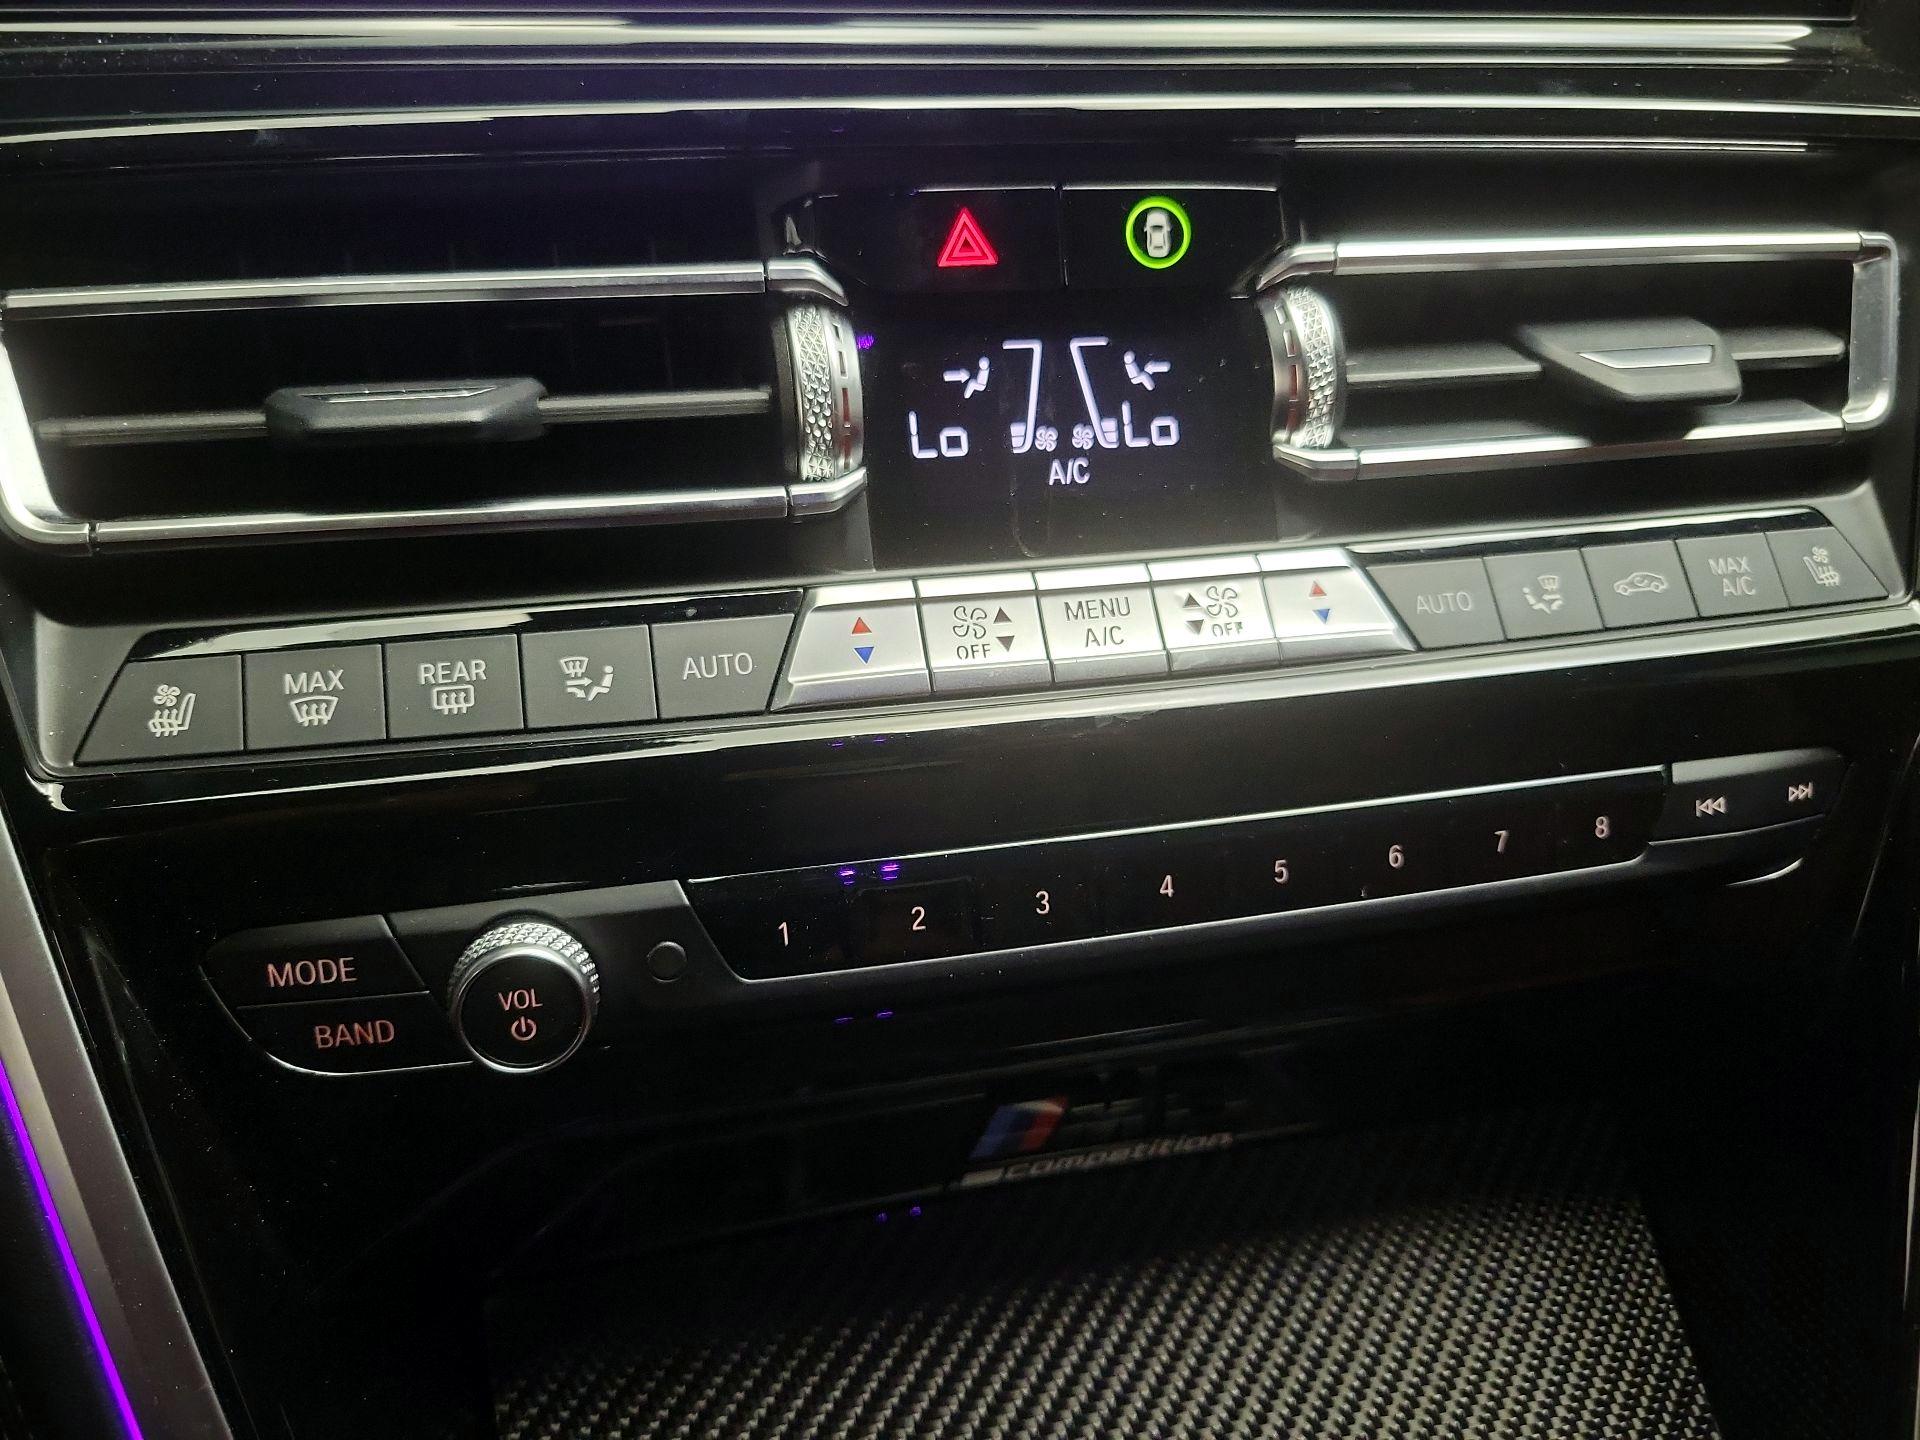 Lo Lo
A/C
MAX
REAR
AUTO
OFF
MENU
A/C
OFF
AUTO
MAX
A/C
MODE
BAND
VOL
1 2 3 4 5 6 7 8
competition